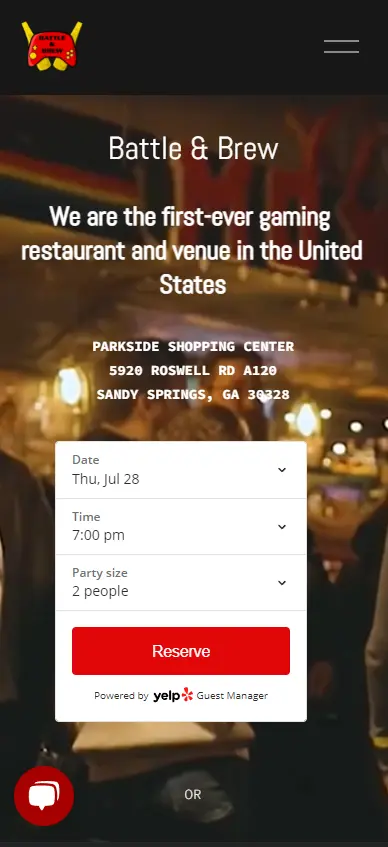 BATTLE
&
BREW
Battle & Brew
We are the first-ever gaming
restaurant and venue in the United
States
PARKSIDE SHOPPING CENTER
5920 ROSWELL RD A120
SANDY SPRINGS, GA 30328
Date
Thu, Jul 28
Time
7:00 pm
Party size
2 people
Reserve
Powered by yelp Guest Manager
OR